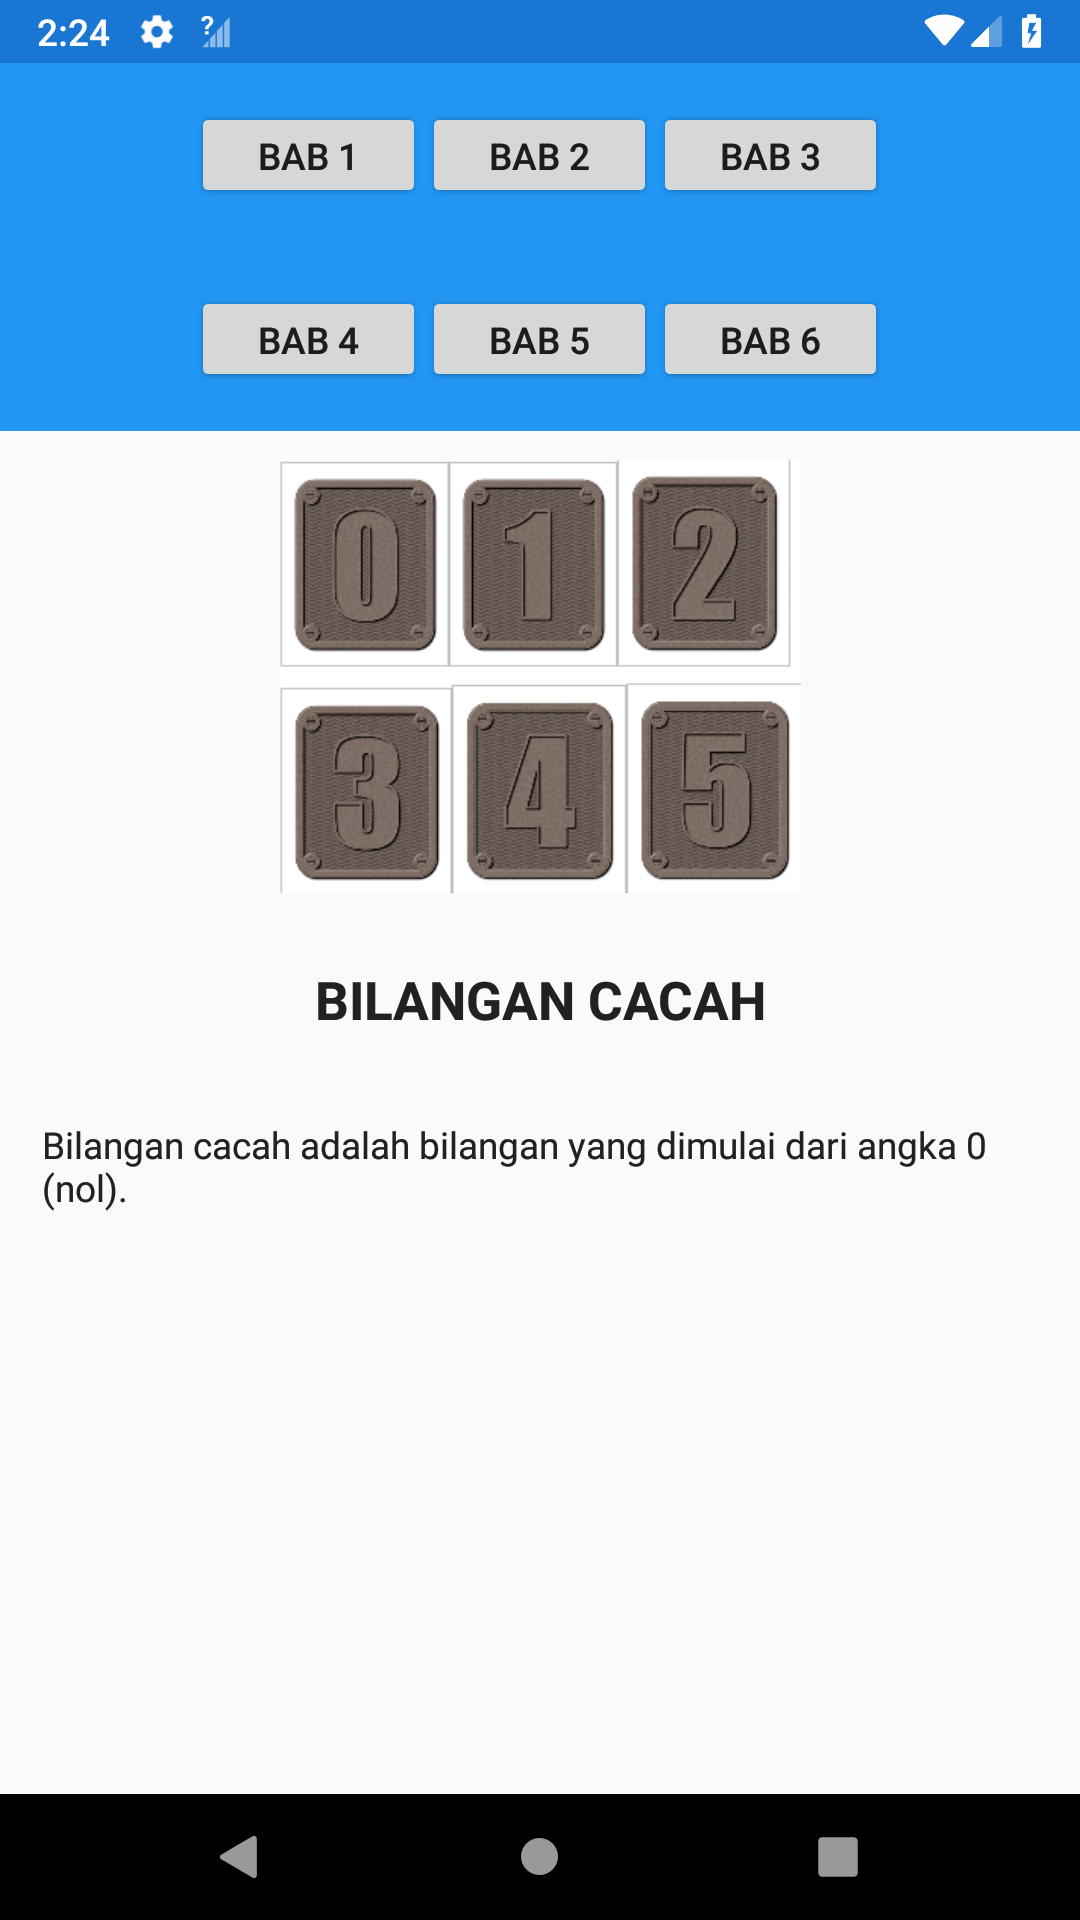 2:24
BAB 1 BAB 2 BAB 3
BAB 4 BAB 5 BAB 6
0 1 2
3 4 5
BILANGAN CACAH
Bilangan cacah adalah bilangan yang dimulai dari angka 0
(nol).